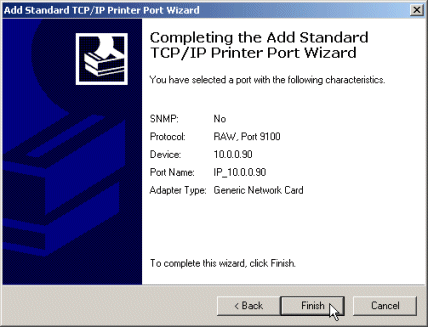 Add Standard TCP/IP Printer Port Wizard
Completing the Add Standard
TCP/IP Printer Port Wizard
You have selected a port with the following characteristics.
SNMP: No
Protocol: RAW, Port 9100
Device: 10.0.0.90
Port Name: IP_10.0.0.90
Adapter Type: Generic Network Card
To complete this wizard, click Finish.
< Back Finish Cancel